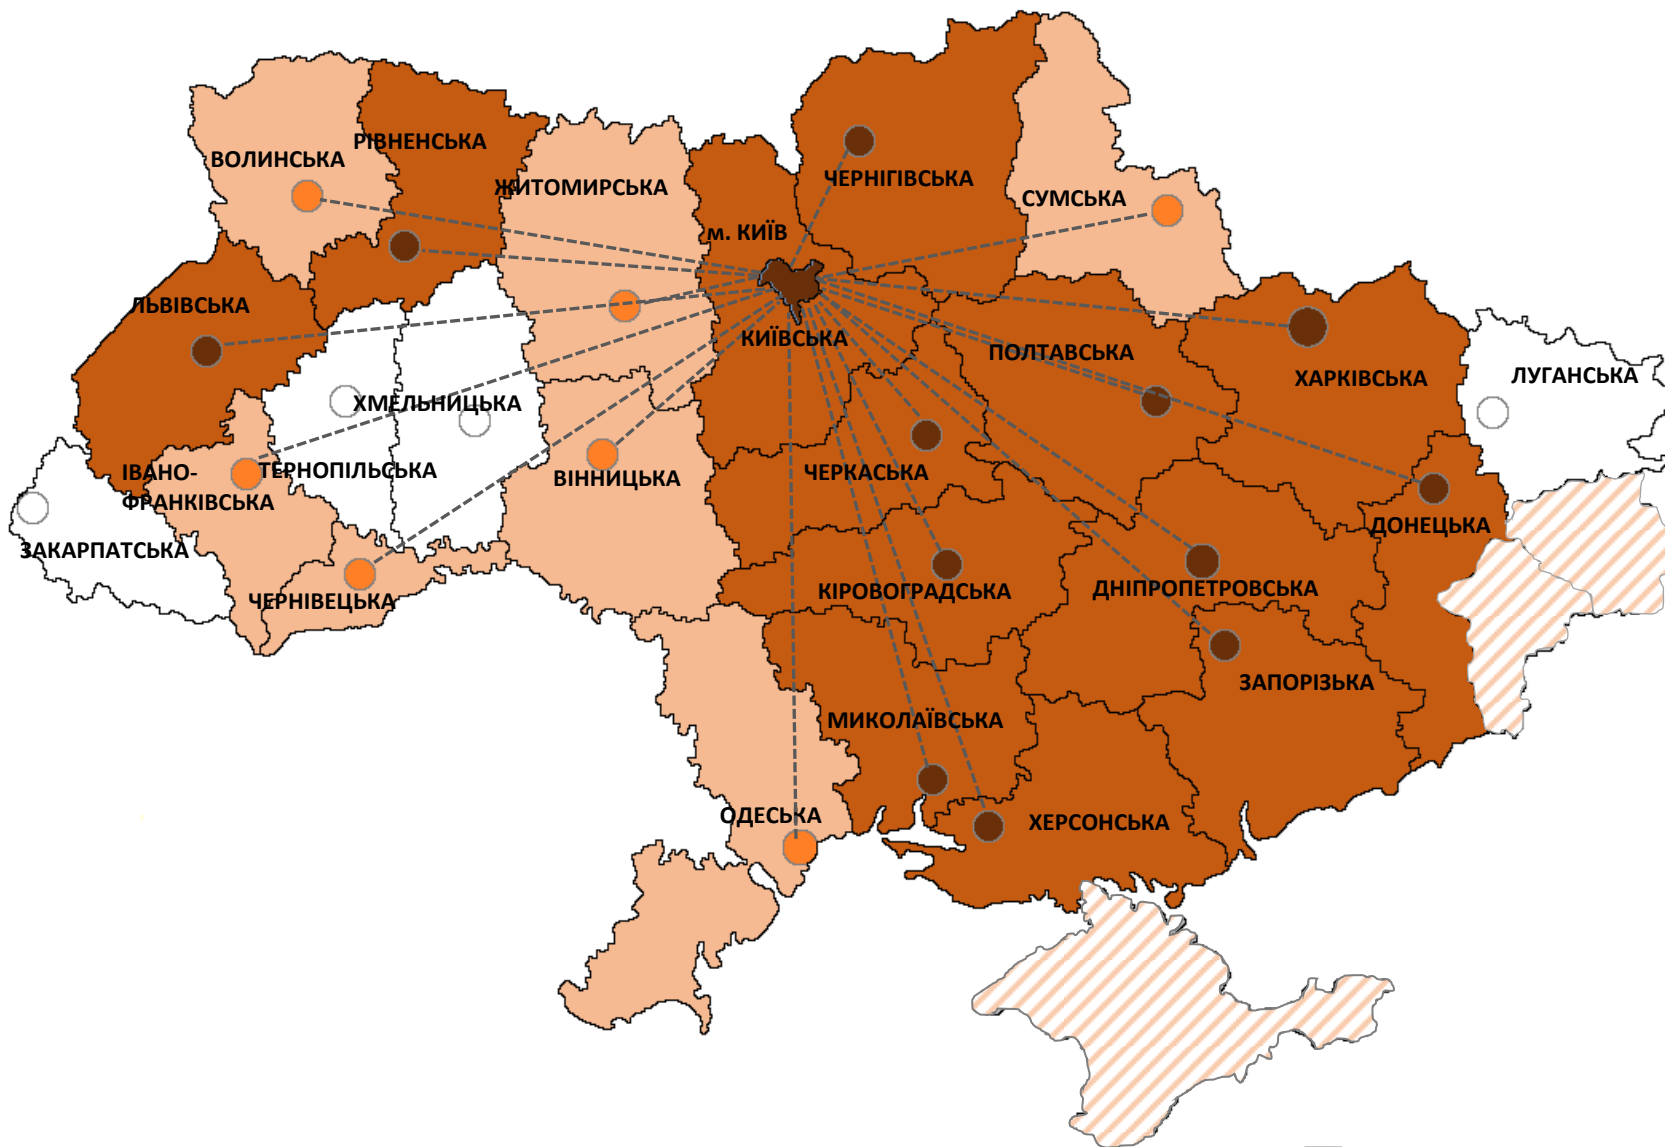 РІВНЕНСЬКА
ВОЛИНСЬКА
ЖИТОМИРСЬКА
ЧЕРНІГІВСЬКА
СУМСЬКА
м. КИЇВ
ЛЬВІВСЬКА
КИЇВСЬКА
ПОЛТАВСЬКА
ХАРКІВСЬКА
ЛУГАНСЬКА
ХМЕЛЬНИЦЬКА
ІВАНО-
ФРАНКІВСЬКА
ТЕРНОПІЛЬСЬКА
ВІННИЦЬКА
ЧЕРКАСЬКА
ДОНЕЦЬКА
ЗАКАРПАТСЬКА
ЧЕРНІВЕЦЬКА
КІРОВОГРАДСЬКА
ДНІПРОПЕТРОВСЬКА
ЗАПОРІЗЬКА
МИКОЛАЇВСЬКА
ОДЕСЬКА
ХЕРСОНСЬКА